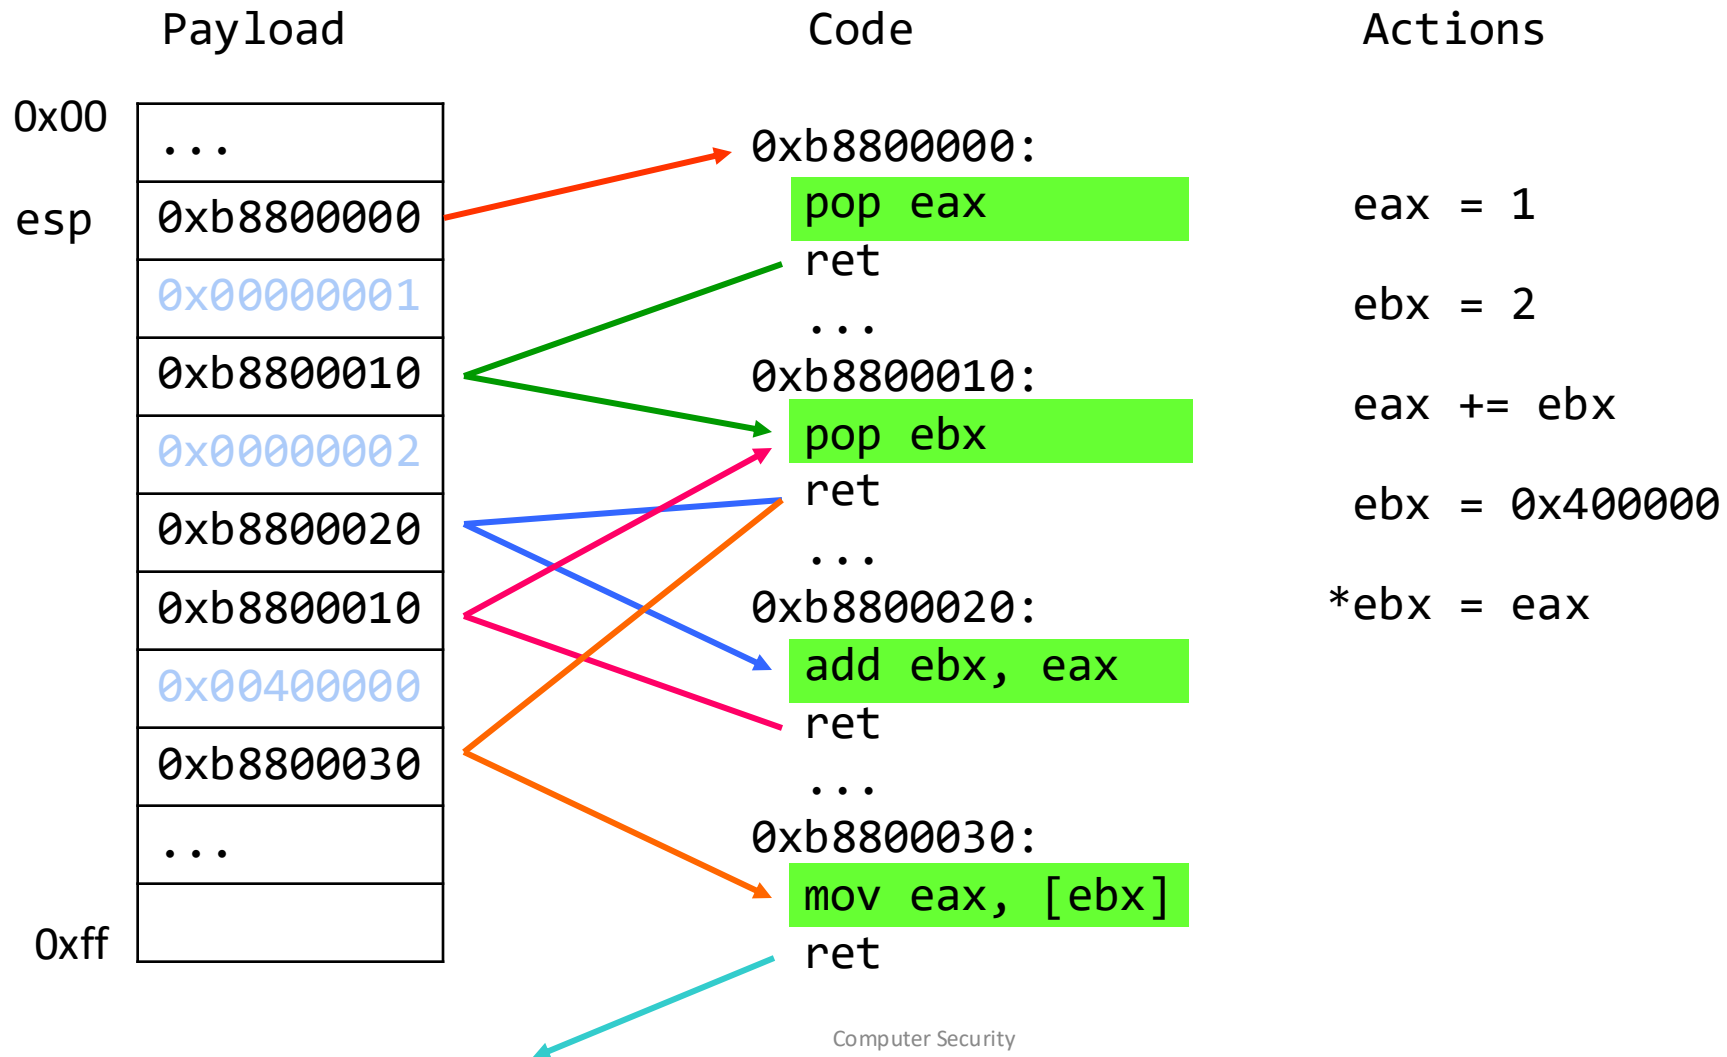 Payload
0x00
...
esp
0xb8800000
0x00000001
0xb8800010
0x00000002
0xb8800020
0xb8800010
0x00400000
0xb8800030
...
0xff
Code
0xb8800000:
pop eax
ret
...
0xb8800010:
pop ebx
ret
...
0xb8800020:
add ebx, eax
ret
...
0xb8800030:
mov eax, [ebx]
ret
Actions
eax = 1
ebx = 2
eax += ebx
ebx = 0x400000
*ebx = eax
Computer Security